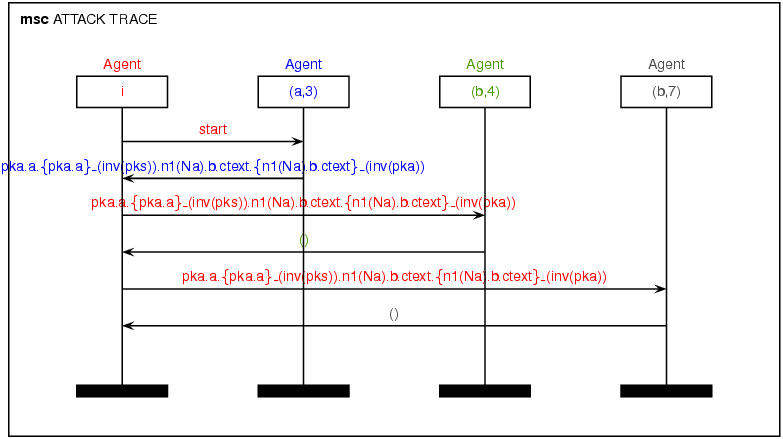 msc ATTACK TRACE
Agent Agent Agent Agent
i (a,3) (b,4) (b,7)
start
pka.a.{pka.a}_(inv(pks)).n1(Na).b.ctext.{n1(Na).b.ctext}_(inv(pka))
pka.a.{pka.a}_(inv(pks)).n1(Na).b.ctext.{n1(Na).b.ctext}_(inv(pka))
()
pka.a.{pka.a}_(inv(pks)).n1(Na).b.ctext.{n1(Na).b.ctext}_(inv(pka))
()